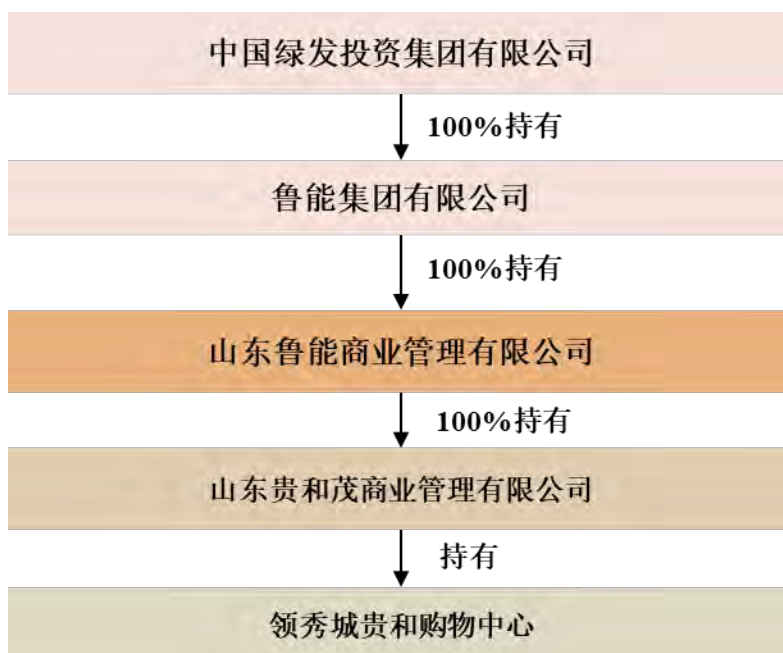 中国绿发投资集团有限公司
100%持有
鲁能集团有限公司
100%持有
山东鲁能商业管理有限公司
100%持有
山东贵和茂商业管理有限公司
持有
领秀城贵和购物中心